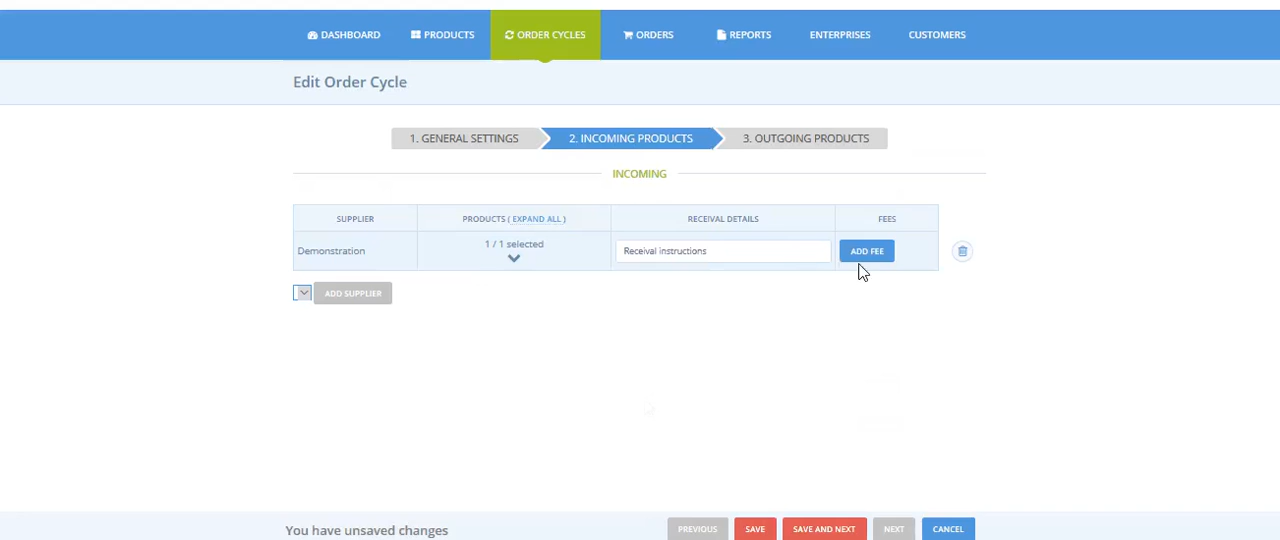 DASHBOARD PRODUCTS ORDER CYCLES ORDERS REPORTS ENTERPRISES CUSTOMERS
Edit Order Cycle
1. GENERAL SETTINGS 2. INCOMING PRODUCTS 3. OUTGOING PRODUCTS
INCOMING
SUPPLIER PRODUCTS ( EXPAND ALL ) RECEIVAL DETAILS FEES
Demonstration 1 / 1 selected Receival instructions ADD FEE
ADD SUPPLIER
You have unsaved changes PREVIOUS SAVE SAVE AND NEXT NEXT CANCEL